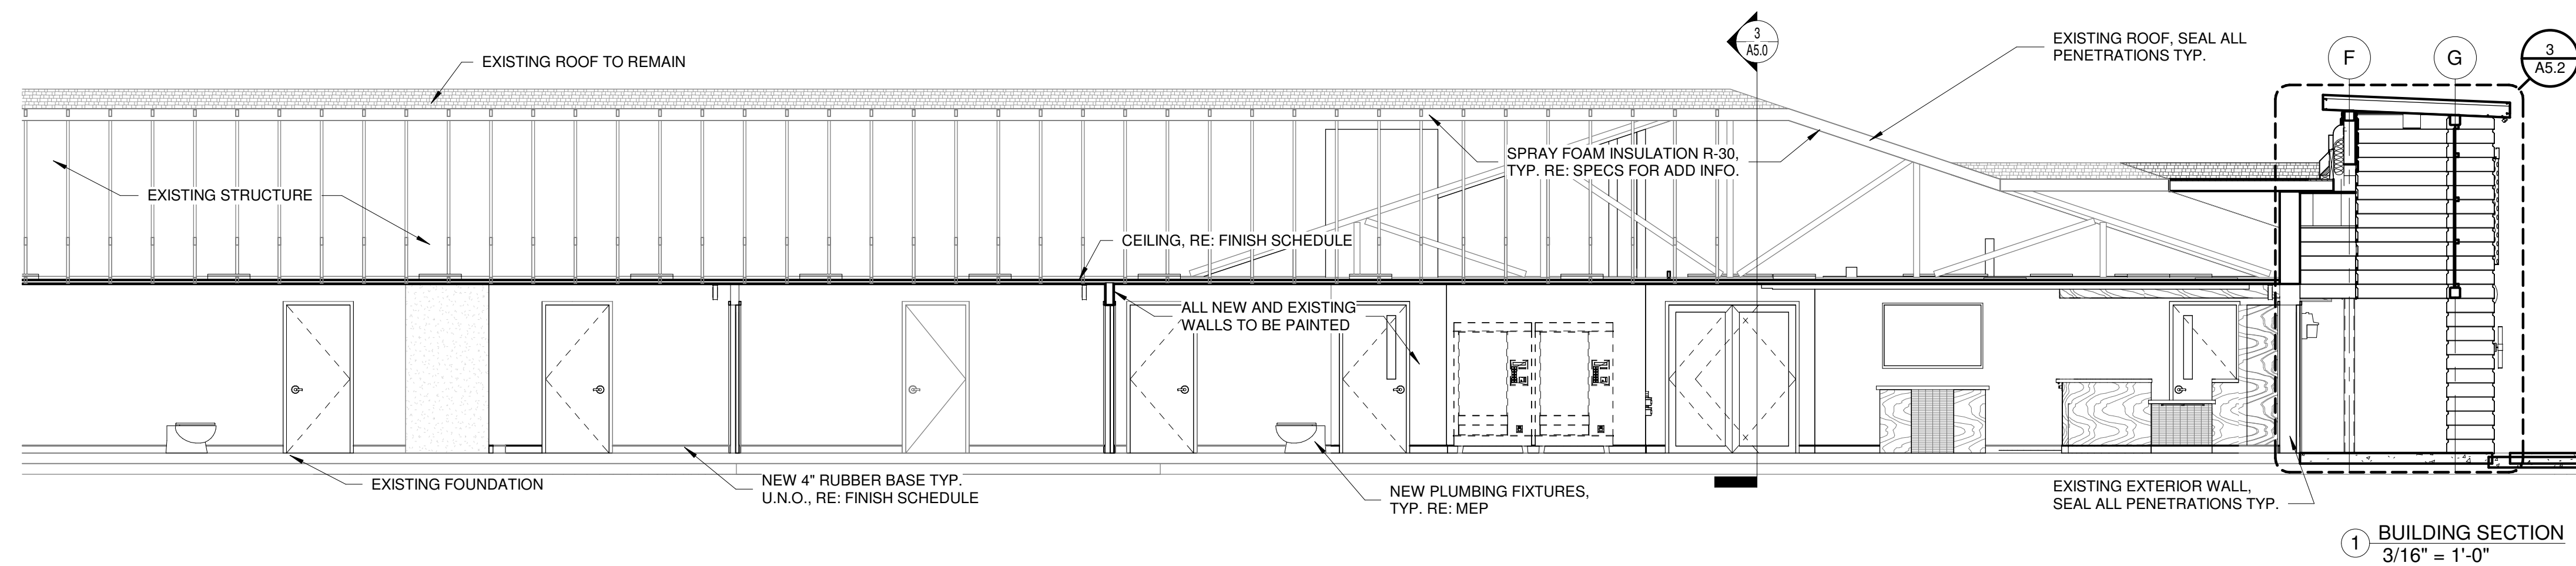 EXISTING ROOF TO REMAIN
3
A5.0
EXISTING ROOF, SEAL ALL
PENETRATIONS TYP.
F
G
3
A5.2
SPRAY FOAM INSULATION R-30,
TYP. RE: SPECS FOR ADD INFO.
EXISTING STRUCTURE
CEILING, RE: FINISH SCHEDULE
ALL NEW AND EXISTING
WALLS TO BE PAINTED
EXISTING FOUNDATION
NEW 4" RUBBER BASE TYP.
U.N.O., RE: FINISH SCHEDULE
NEW PLUMBING FIXTURES,
TYP. RE: MEP
EXISTING EXTERIOR WALL,
SEAL ALL PENETRATIONS TYP.
1
BUILDING SECTION
3/16" = 1'-0"